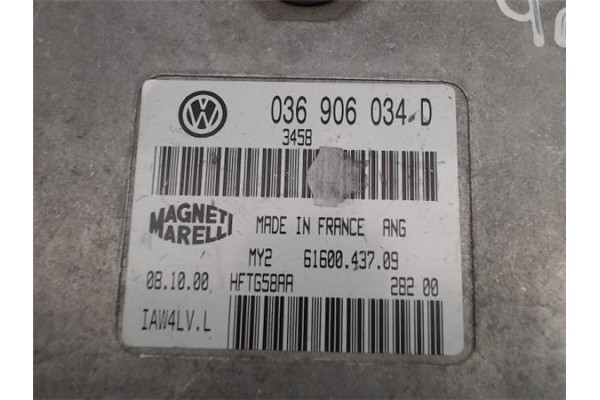 VW 036 906 034 D
3458
MAGNETI MARELLI
MADE IN FRANCE ANG
MY2 61600.437.09
08.10.00 HFTG58AA 282 00
IAW4LV.L